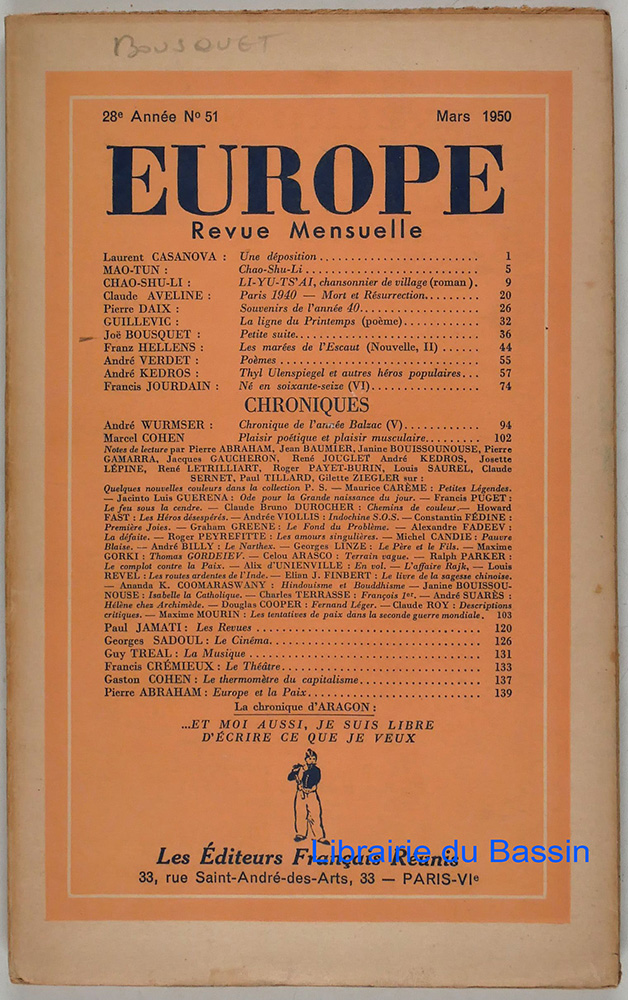 BOUSQUET
28e Année No 51 Mars 1950
EUROPE
Revue Mensuelle
Laurent CASANOVA : Une déposition ........................ 1
MAO-TUN : Chao-Shu-Li ........................ 5
CHAO-SHU-LI : LI-YU-TS'AI, chansonnier de village (roman). 9
Claude AVELINE : Paris 1940 — Mort et Résurrection......... 20
Pierre DAIX : Souvenirs de l'année 40.................. 26
GUILLEVIC : La ligne du Printemps (poème)............ 32
Joë BOUSQUET : Petite suite........................ 36
Franz HELLENS : Les marées de l'Escaut (Nouvelle, II) ...... 44
André VERDET : Poèmes ........................ 55
André KEDROS : Thyl Ulenspiegel et autres héros populaires... 57
Francis JOURDAIN : Né en soixante-seize (VI)................ 74
CHRONIQUES
André WURMSER : Chronique de l'année Balzac (V)............ 94
Marcel COHEN Plaisir poétique et plaisir musculaire......... 102
Notes de lecture par Pierre ABRAHAM, Jean BAUMIER, Janine BOUISSOUNOUSE, Pierre
GAMARRA, Jacques GAUCHERON, René JOUGLET André KEDROS, Josette
LÉPINE, René LETRILLIART, Roger PAYET-BURIN, Louis SAUREL, Claude
SERNET, Paul TILLARD, Gilette ZIEGLER sur :
Quelques nouvelles couleurs dans la collection P. S. — Maurice CARÈME : Petites Légendes.
— Jacinto Luis GUERENA : Ode pour la Grande naissance du jour. — Francis PUGET :
Le feu sous la cendre. — Claude Bruno DUROCHER : Chemins de couleur.— Howard
FAST : Les Héros désespérés. — Andrée VIOLLIS : Indochine S.O.S. — Constantin FÉDINE :
Première Joies. — Graham GREENE : Le Fond du Problème. — Alexandre FADEEV :
La défaite. — Roger PEYREFITTE : Les amours singulières. — Michel CANDIE : Pauvre
Blaise. — André BILLY : Le Narthex. — Georges LINZE : Le Père et le Fils. — Maxime
GORKI : Thomas GORDEIEV. — Celou ARASCO : Terrain vague. — Ralph PARKER :
Le complot contre la Paix. — Alix d'UNIENVILLE : En vol. — L'affaire Rajk, — Louis
REVEL : Les routes ardentes de l'Inde. — Elian J. FINBERT : Le livre de la sagesse chinoise.
— Ananda K. COOMARASWANY : Hindouisme et Bouddhisme — Janine BOUISSOU-
NOUSE : Isabelle la Catholique. — Charles TERRASSE : François 1er. — André SUARÈS :
Hélène chez Archimède. — Douglas COOPER : Fernand Léger. — Claude ROY : Descriptions
critiques. — Maxime MOURIN : Les tentatives de paix dans la seconde guerre mondiale. 103
Paul JAMATI : Les Revues ........................ 120
Georges SADOUL : Le Cinéma........................ 126
Guy TREAL : La Musique ........................ 131
Francis CRÉMIEUX : Le Théâtre........................ 133
Gaston COHEN : Le thermomètre du capitalisme.................. 137
Pierre ABRAHAM : Europe et la Paix........................ 139
La chronique d'ARAGON :
...ET MOI AUSSI, JE SUIS LIBRE
D'ÉCRIRE CE QUE JE VEUX
Les Éditeurs Français Réunis
Librairie du Bassin
33, rue Saint-André-des-Arts, 33 — PARIS-VIe